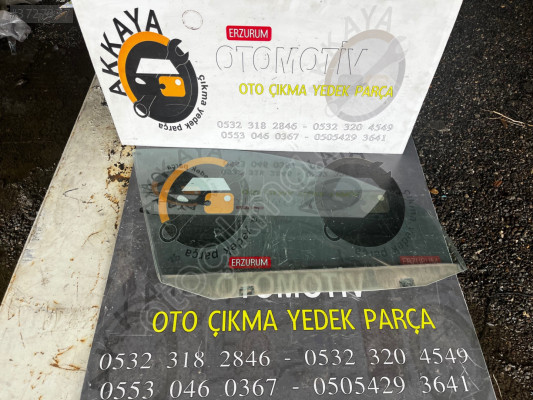 AKKAYA
çıkma yedek parça
ERZURUM
OTOMOTİV
OTO ÇIKMA YEDEK PARÇA
0532 318 2846 - 0532 320 4549
0553 046 0367 - 0505429 3641
AKKAYA
ERZURUM
OTOMOTİV
OTO ÇIKMA YEDEK PARÇA
0532 318 2846 - 0532 320 4549
0553 046 0367 - 0505429 3641